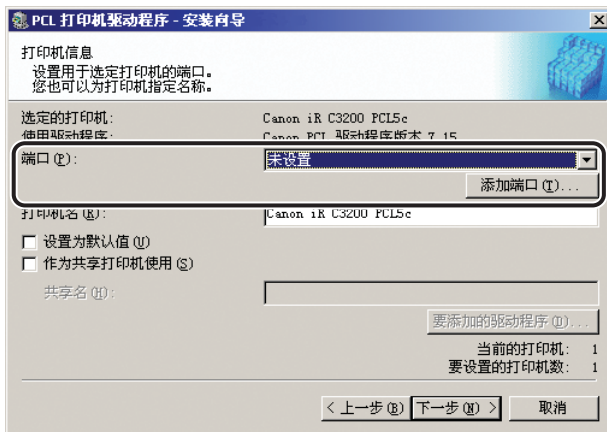 PCL 打印机驱动程序 - 安装向导
打印机信息
设置用于选定打印机的端口。
您也可以为打印机指定名称。
选定的打印机: Canon iR C3200 PCL5c
使用驱动程序: Canon PCL 驱动程序版本 7.15
端口(P): 未设置
添加端口(T)...
打印机名(R): Canon iR C3200 PCL5c
设置为默认值(U)
作为共享打印机使用(S)
共享名(H):
要添加的驱动程序(D)...
当前的打印机: 1
要设置的打印机数: 1
< 上一步(B) 下一步(N) > 取消